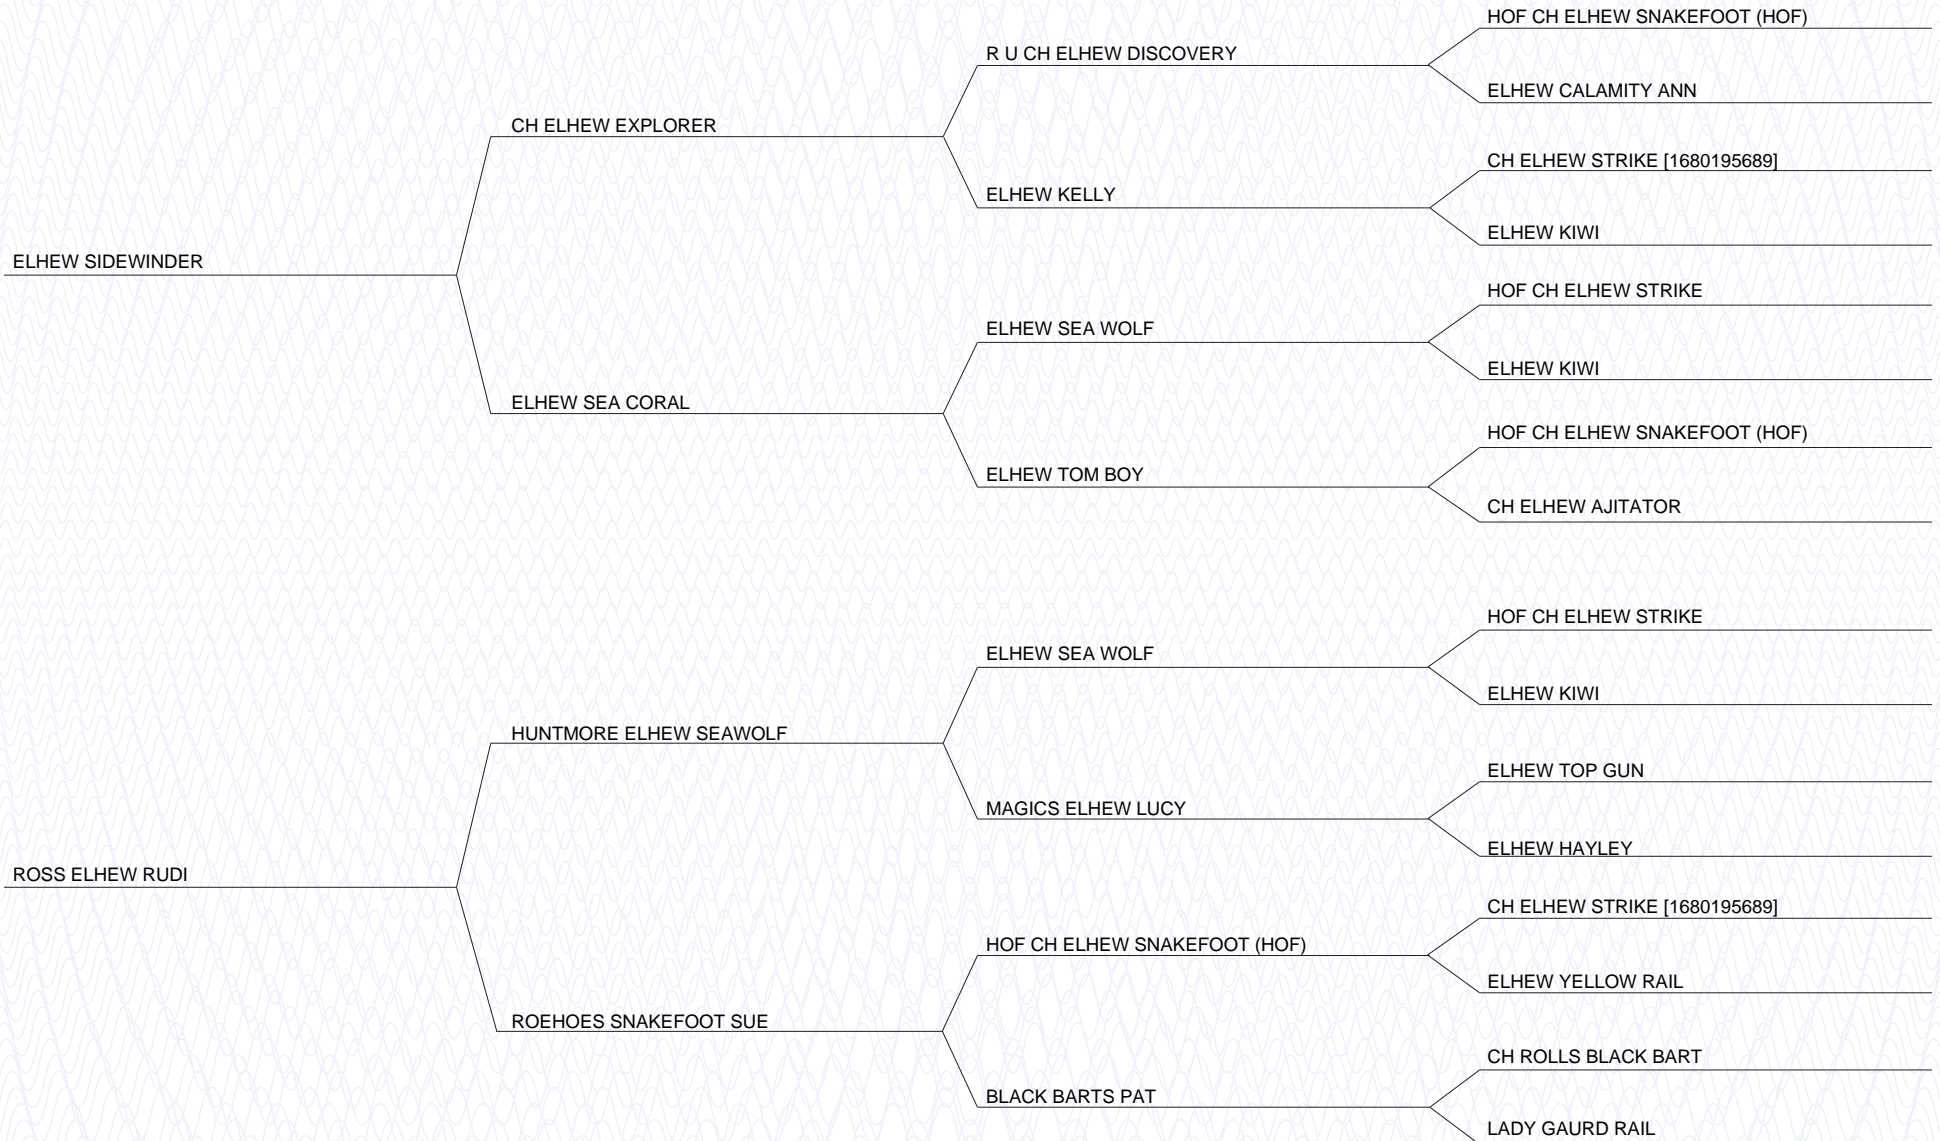 HOF CH ELHEW SNAKEFOOT (HOF)
R U CH ELHEW DISCOVERY
ELHEW CALAMITY ANN
CH ELHEW EXPLORER
CH ELHEW STRIKE [1680195689]
ELHEW KELLY
ELHEW KIWI
ELHEW SIDEWINDER
HOF CH ELHEW STRIKE
ELHEW SEA WOLF
ELHEW KIWI
ELHEW SEA CORAL
HOF CH ELHEW SNAKEFOOT (HOF)
ELHEW TOM BOY
CH ELHEW AJITATOR
HOF CH ELHEW STRIKE
ELHEW SEA WOLF
ELHEW KIWI
HUNTMORE ELHEW SEAWOLF
ELHEW TOP GUN
MAGICS ELHEW LUCY
ELHEW HAYLEY
ROSS ELHEW RUDI
CH ELHEW STRIKE [1680195689]
HOF CH ELHEW SNAKEFOOT (HOF)
ELHEW YELLOW RAIL
ROEHOES SNAKEFOOT SUE
CH ROLLS BLACK BART
BLACK BARTS PAT
LADY GAURD RAIL